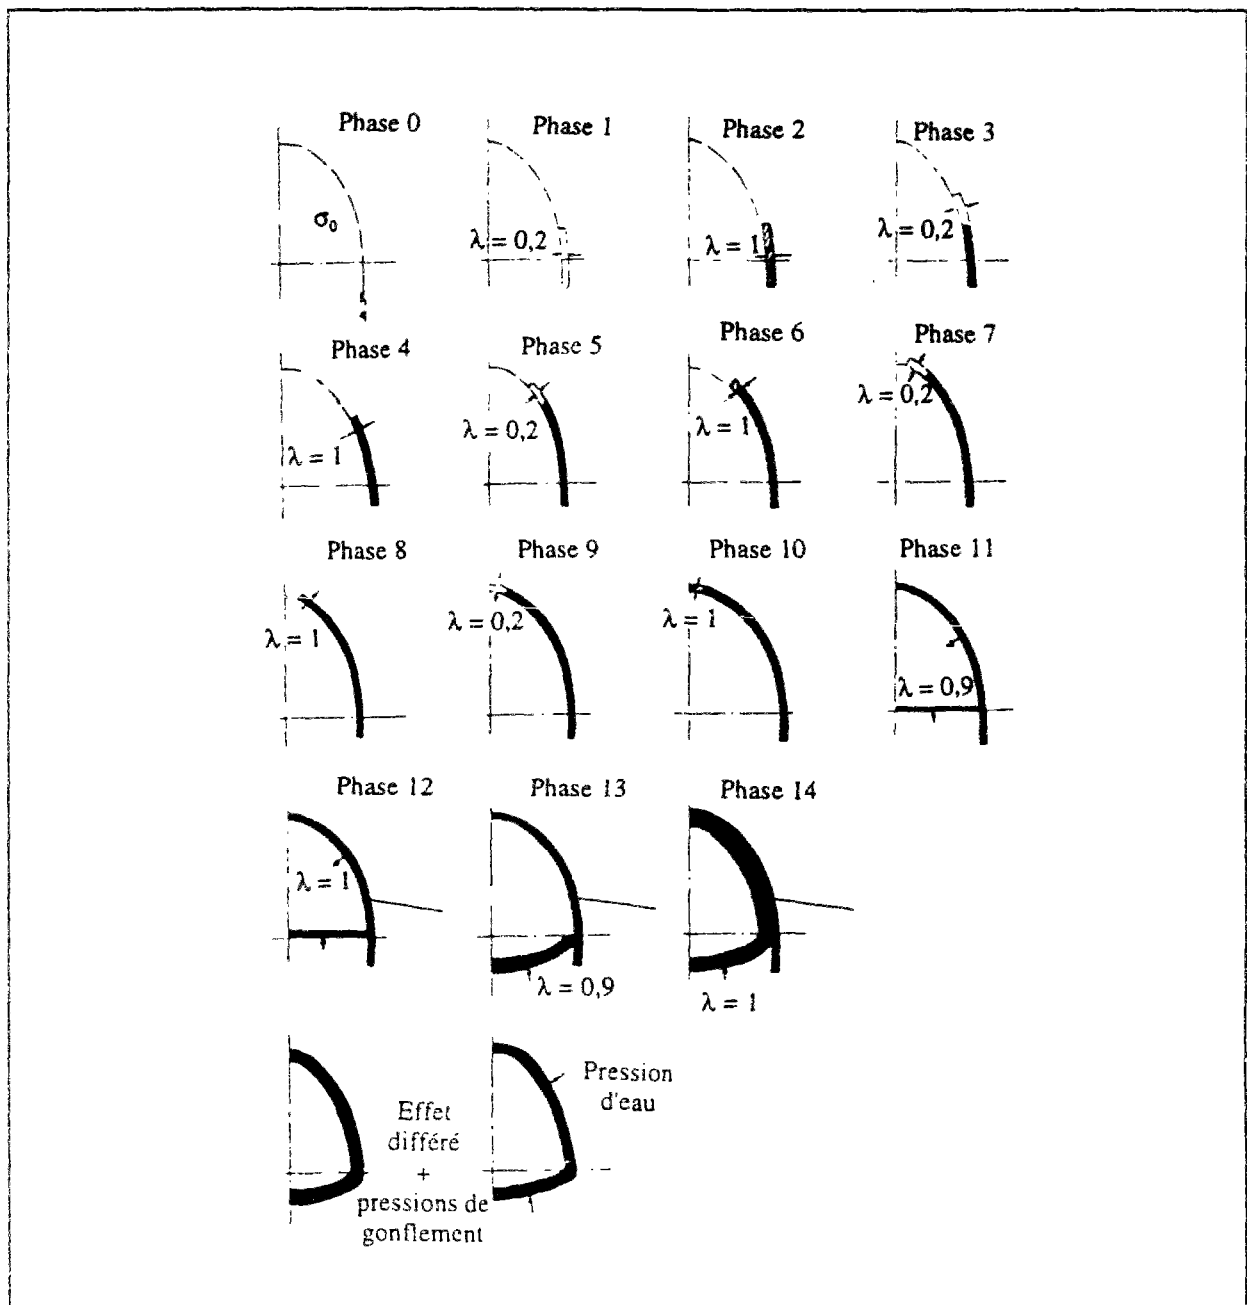 Phase 0
Phase 1
Phase 2
Phase 3
σ₀
λ = 0,2
λ = 1
λ = 0,2
Phase 4
Phase 5
Phase 6
Phase 7
λ = 1
λ = 0,2
λ = 1
λ = 0,2
Phase 8
Phase 9
Phase 10
Phase 11
λ = 1
λ = 0,2
λ = 1
λ = 0,9
Phase 12
Phase 13
Phase 14
λ = 1
λ = 0,9
λ = 1
Effet
différé
+
pressions de
gonflement
Pression
d'eau